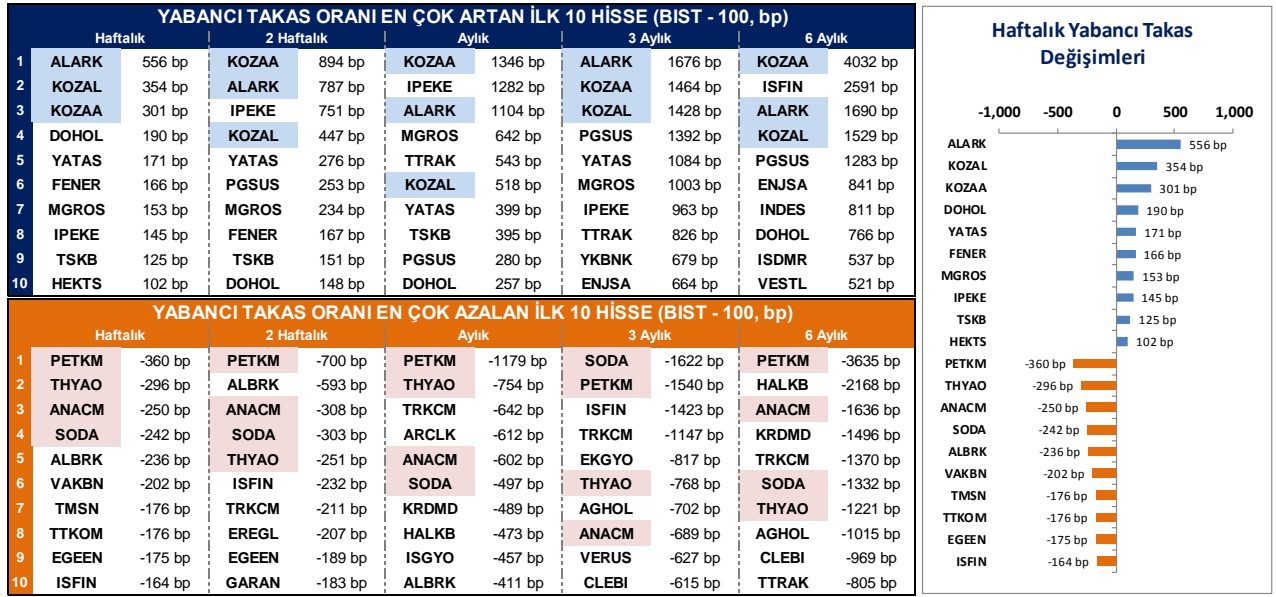 YABANCI TAKAS ORANI EN ÇOK ARTAN İLK 10 HİSSE (BIST - 100, bp)
Haftalık 2 Haftalık Aylık 3 Aylık 6 Aylık
1 ALARK 556 bp KOZAA 894 bp KOZAA 1346 bp ALARK 1676 bp KOZAA 4032 bp
2 KOZAL 354 bp ALARK 787 bp IPEKE 1282 bp KOZAA 1464 bp ISFIN 2591 bp
3 KOZAA 301 bp IPEKE 751 bp ALARK 1104 bp KOZAL 1428 bp ALARK 1690 bp
4 DOHOL 190 bp KOZAL 447 bp MGROS 642 bp PGSUS 1392 bp KOZAL 1529 bp
5 YATAS 171 bp YATAS 276 bp TTRAK 543 bp YATAS 1084 bp PGSUS 1283 bp
6 FENER 166 bp PGSUS 253 bp KOZAL 518 bp MGROS 1003 bp ENJSA 841 bp
7 MGROS 153 bp MGROS 234 bp YATAS 399 bp IPEKE 963 bp INDES 811 bp
8 IPEKE 145 bp FENER 167 bp TSKB 395 bp TTRAK 826 bp DOHOL 766 bp
9 TSKB 125 bp TSKB 151 bp PGSUS 280 bp YKBNK 679 bp ISDMR 537 bp
10 HEKTS 102 bp DOHOL 148 bp DOHOL 257 bp ENJSA 664 bp VESTL 521 bp
YABANCI TAKAS ORANI EN ÇOK AZALAN İLK 10 HİSSE (BIST - 100, bp)
Haftalık 2 Haftalık Aylık 3 Aylık 6 Aylık
1 PETKM -360 bp PETKM -700 bp PETKM -1179 bp SODA -1622 bp PETKM -3635 bp
2 THYAO -296 bp ALBRK -593 bp THYAO -754 bp PETKM -1540 bp HALKB -2168 bp
3 ANACM -250 bp ANACM -308 bp TRKCM -642 bp ISFIN -1423 bp ANACM -1636 bp
4 SODA -242 bp SODA -303 bp ARCLK -612 bp TRKCM -1147 bp KRDMD -1496 bp
5 ALBRK -236 bp THYAO -251 bp ANACM -602 bp EKGYO -817 bp TRKCM -1370 bp
6 VAKBN -202 bp ISFIN -232 bp SODA -497 bp THYAO -768 bp SODA -1332 bp
7 TMSN -176 bp TRKCM -211 bp KRDMD -489 bp AGHOL -702 bp THYAO -1221 bp
8 TTKOM -176 bp EREGL -207 bp HALKB -473 bp ANACM -689 bp AGHOL -1015 bp
9 EGEEN -175 bp EGEEN -189 bp ISGYO -457 bp VERUS -627 bp CLEBI -969 bp
10 ISFIN -164 bp GARAN -183 bp ALBRK -411 bp CLEBI -615 bp TTRAK -805 bp
Haftalık Yabancı Takas
Değişimleri
-1,000 -500 0 500 1,000
ALARK 556 bp
KOZAL 354 bp
KOZAA 301 bp
DOHOL 190 bp
YATAS 171 bp
FENER 166 bp
MGROS 153 bp
IPEKE 145 bp
TSKB 125 bp
HEKTS 102 bp
PETKM -360 bp
THYAO -296 bp
ANACM -250 bp
SODA -242 bp
ALBRK -236 bp
VAKBN -202 bp
TMSN -176 bp
TTKOM -176 bp
EGEEN -175 bp
ISFIN -164 bp